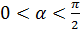 0 < α < π/2